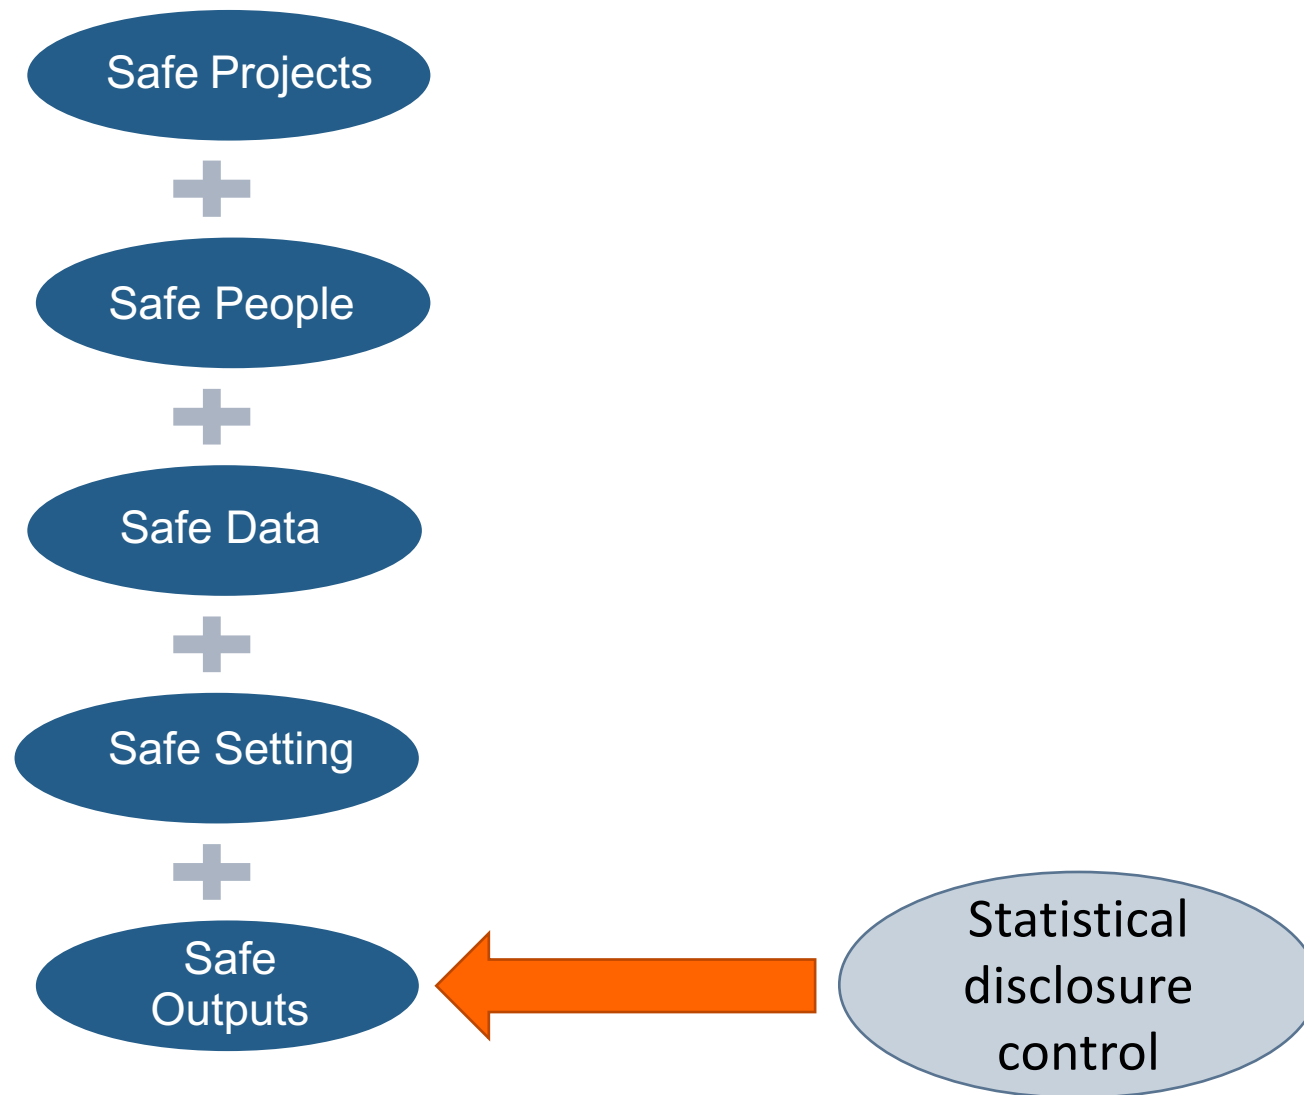 Safe Projects
Safe People
Safe Data
Safe Setting
Safe
Outputs
Statistical
disclosure
control